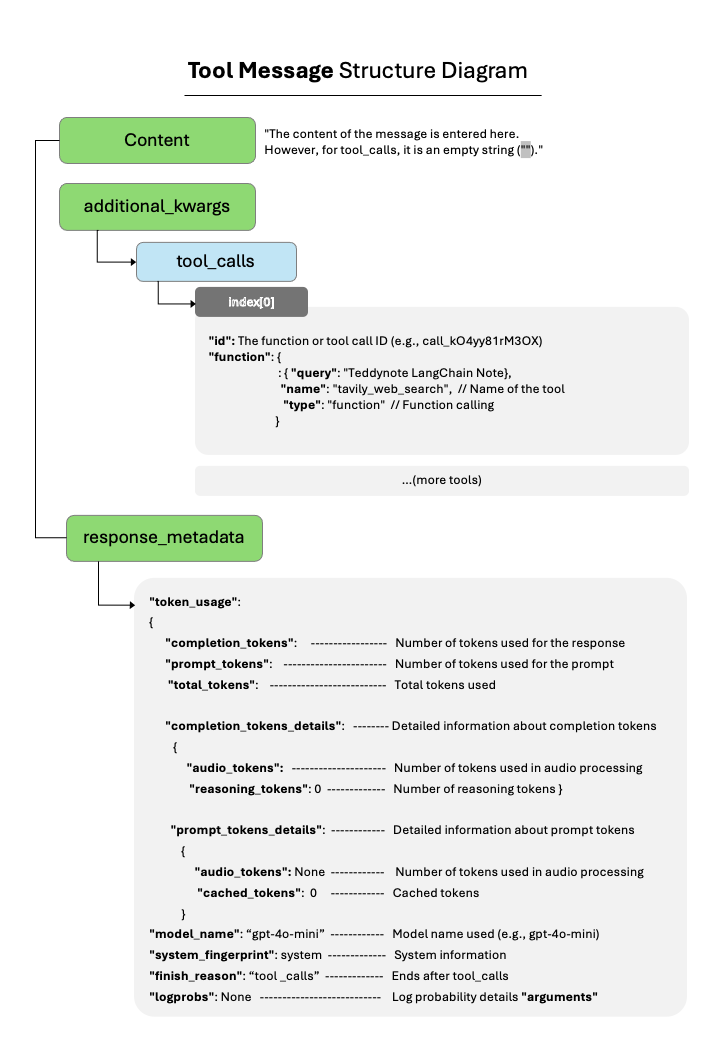 Tool Message Structure Diagram
Content
"The content of the message is entered here.
However, for tool_calls, it is an empty string ("")."
additional_kwargs
tool_calls
index[0]
"id": The function or tool call ID (e.g., call_kO4yy81rM3OX)
"function": {
: { "query": "Teddynote LangChain Note},
"name": "tavily_web_search", // Name of the tool
"type": "function" // Function calling
}
...(more tools)
response_metadata
"token_usage":
{
"completion_tokens": ----------------- Number of tokens used for the response
"prompt_tokens": ----------------------- Number of tokens used for the prompt
"total_tokens": -------------------------- Total tokens used
"completion_tokens_details": -------- Detailed information about completion tokens
{
"audio_tokens": --------------------- Number of tokens used in audio processing
"reasoning_tokens": 0 ------------- Number of reasoning tokens }
"prompt_tokens_details": ------------ Detailed information about prompt tokens
{
"audio_tokens": None ------------ Number of tokens used in audio processing
"cached_tokens": 0 ------------ Cached tokens
}
"model_name": “gpt-4o-mini” ------------ Model name used (e.g., gpt-4o-mini)
"system_fingerprint": system ------------- System information
"finish_reason": “tool _calls” ------------- Ends after tool_calls
"logprobs": None --------------------------- Log probability details "arguments"